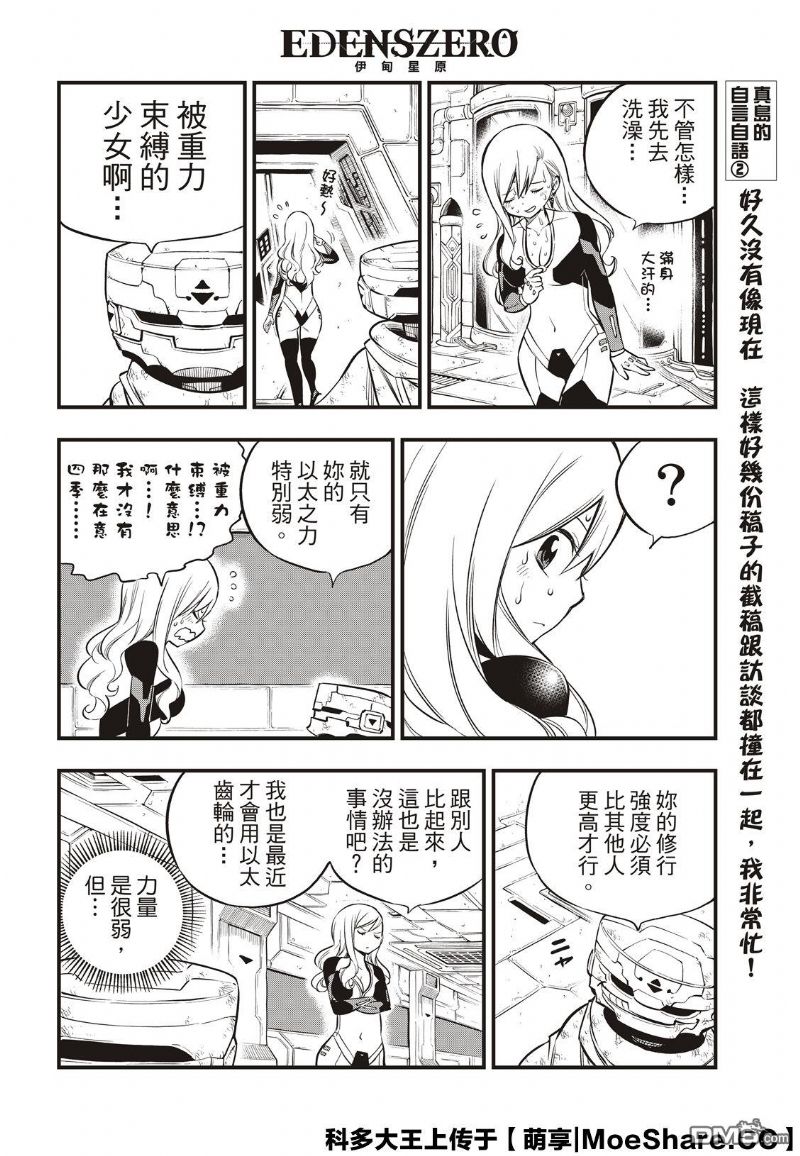 EDENSZERO
伊甸星原
真島的
自言自語②
好久沒有像現在 這樣好幾份稿子的截稿跟訪談都撞在一起，我非常忙！
不管怎樣…
我先去
洗澡…
滿身
大汗的…
好熱～
被重力
束縛的
少女啊…
？
就只有
妳的
以太之力
特別弱。
被重力
束縛…!?
什麼意思
啊…！
我才沒有
那麼在意
四季……
妳的修行
強度必須
比其他人
更高才行。
跟別人
比起來，
這也是
沒辦法的
事情吧？
我也是最近
才會用以太
齒輪的…
力量
是很弱，
但…
科多大王上传于【萌享|MoeShare.CC】